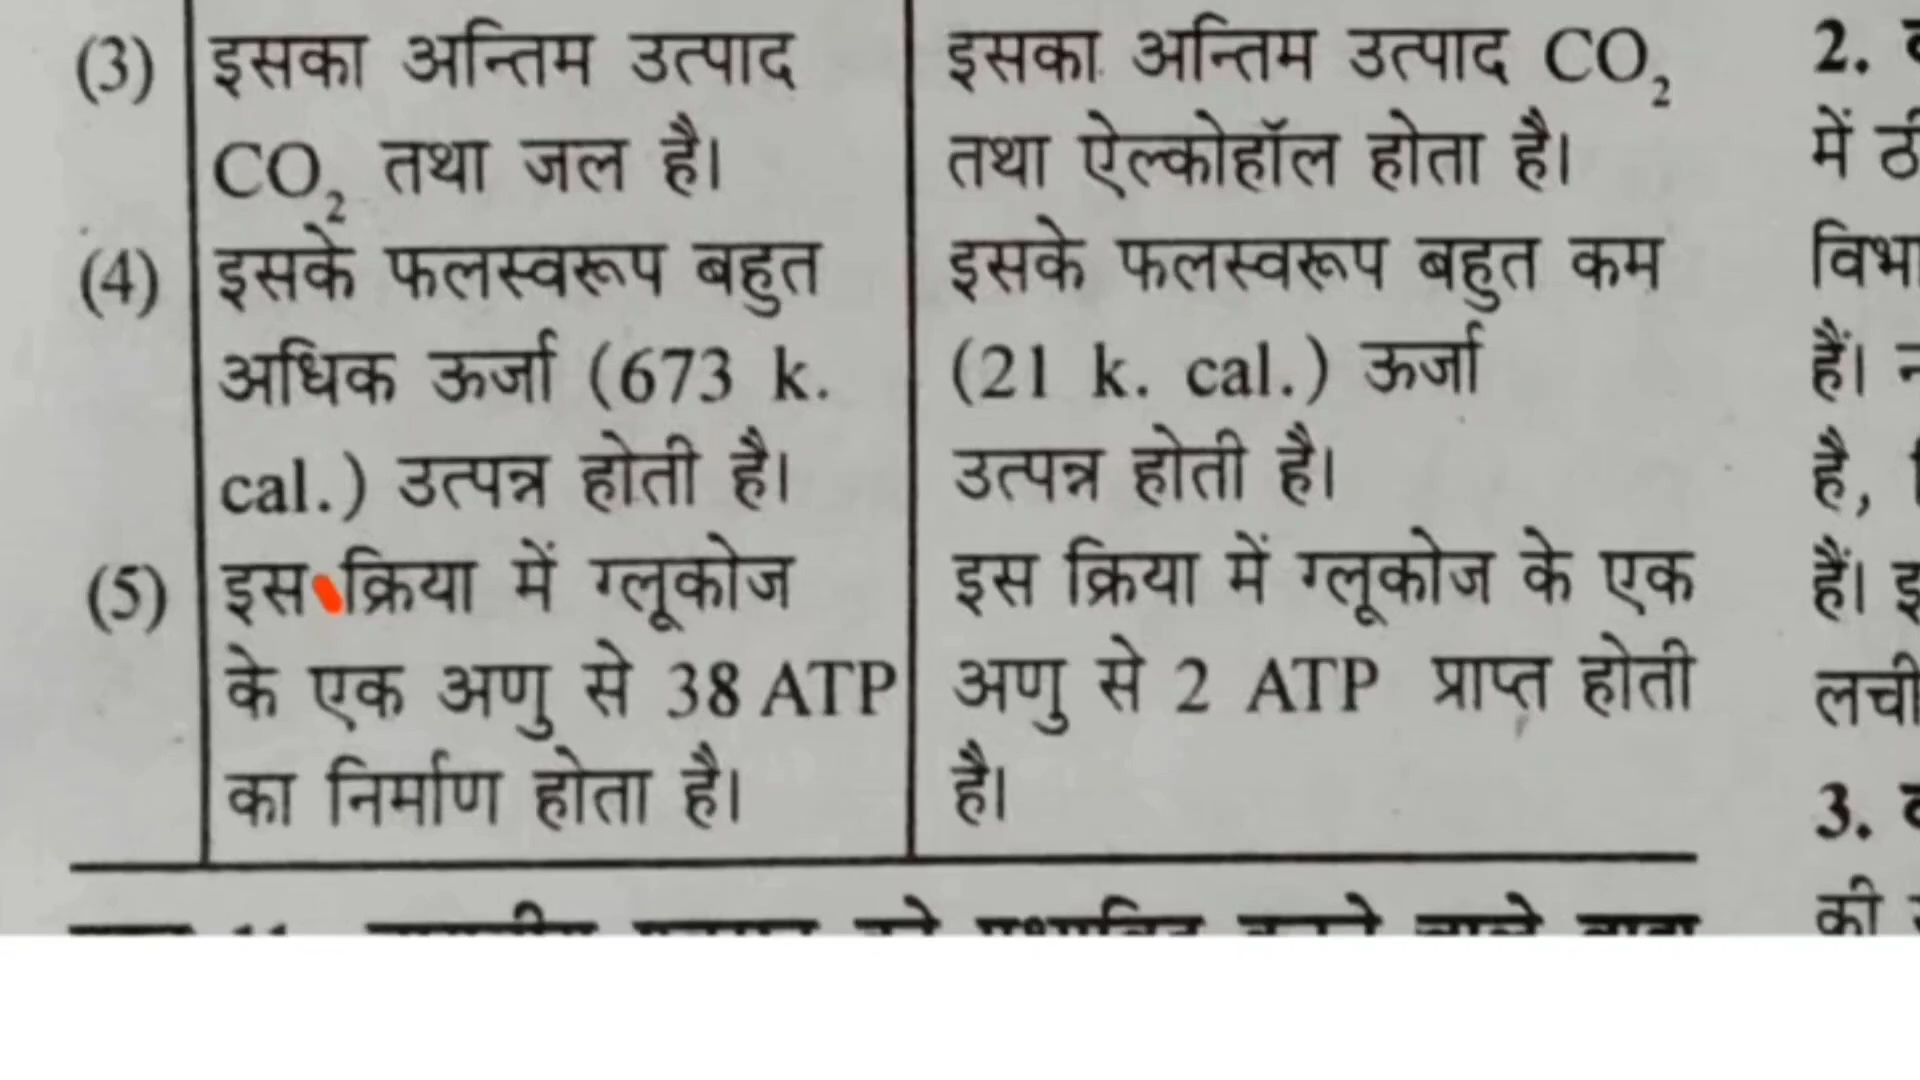 (3) इसका अन्तिम उत्पाद
CO₂ तथा जल है।
(4) इसके फलस्वरूप बहुत
अधिक ऊर्जा (673 k.
cal.) उत्पन्न होती है।
(5) इस क्रिया में ग्लूकोज
के एक अणु से 38 ATP
का निर्माण होता है।
इसका अन्तिम उत्पाद CO₂
तथा ऐल्कोहॉल होता है।
इसके फलस्वरूप बहुत कम
(21 k. cal.) ऊर्जा
उत्पन्न होती है।
इस क्रिया में ग्लूकोज के एक
अणु से 2 ATP प्राप्त होती
है।
2.
में
हैं।
है,
हैं।
3.
की